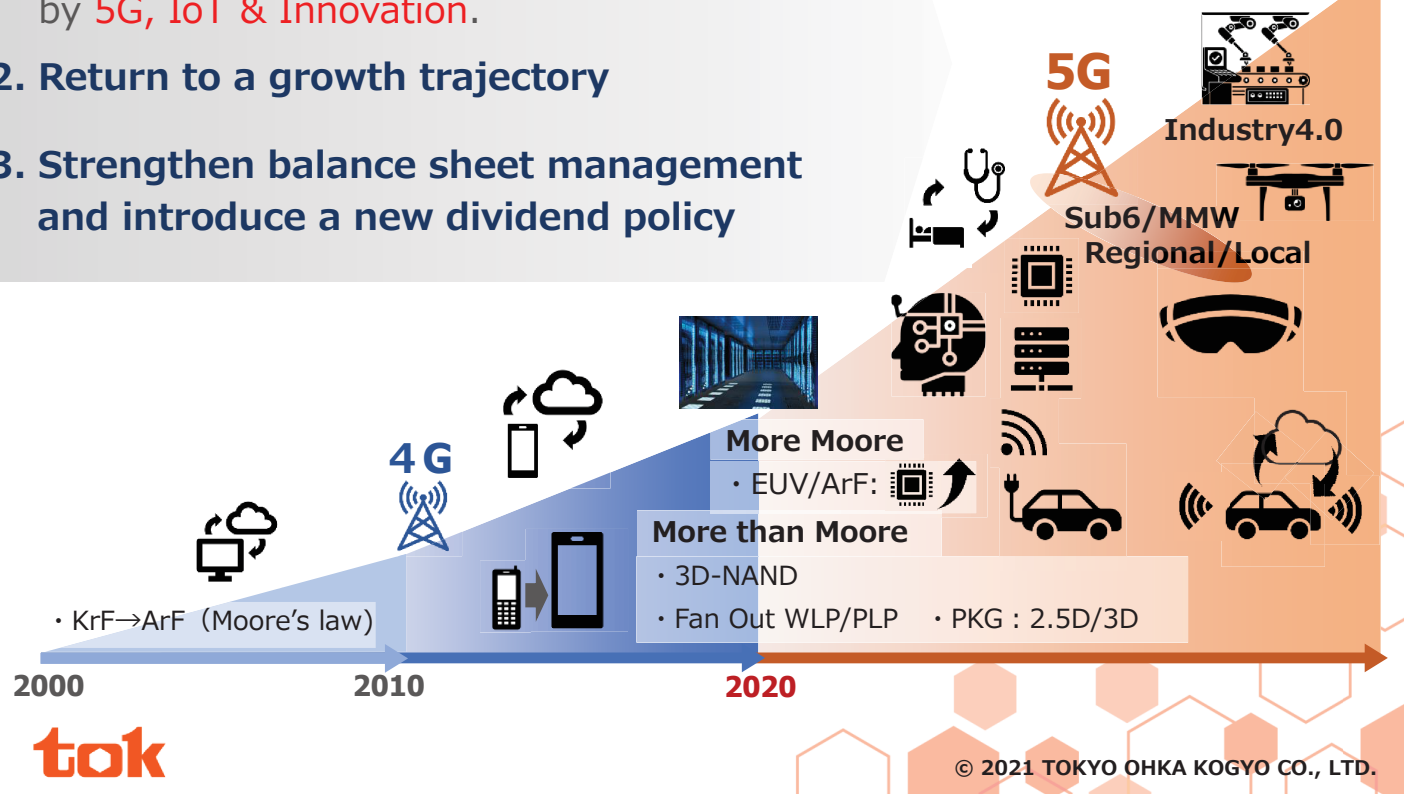 by 5G, IoT & Innovation.
2. Return to a growth trajectory
3. Strengthen balance sheet management
and introduce a new dividend policy
5G
Industry4.0
Sub6/MMW
Regional/Local
4G
More Moore
・EUV/ArF:
More than Moore
・3D-NAND
・Fan Out WLP/PLP ・PKG : 2.5D/3D
・KrF→ArF (Moore’s law)
2000
2010
2020
tok
© 2021 TOKYO OHKA KOGYO CO., LTD.